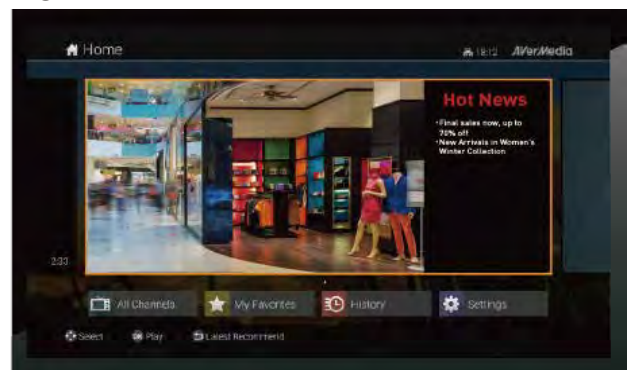 Home
18:12 AVerMedia
Hot News
•Final sales now, up to
70% off
•New Arrivals in Women's
Winter Collection
2:33
All Channels
My Favorites
History
Settings
Select
OK Play
Latest Recommend